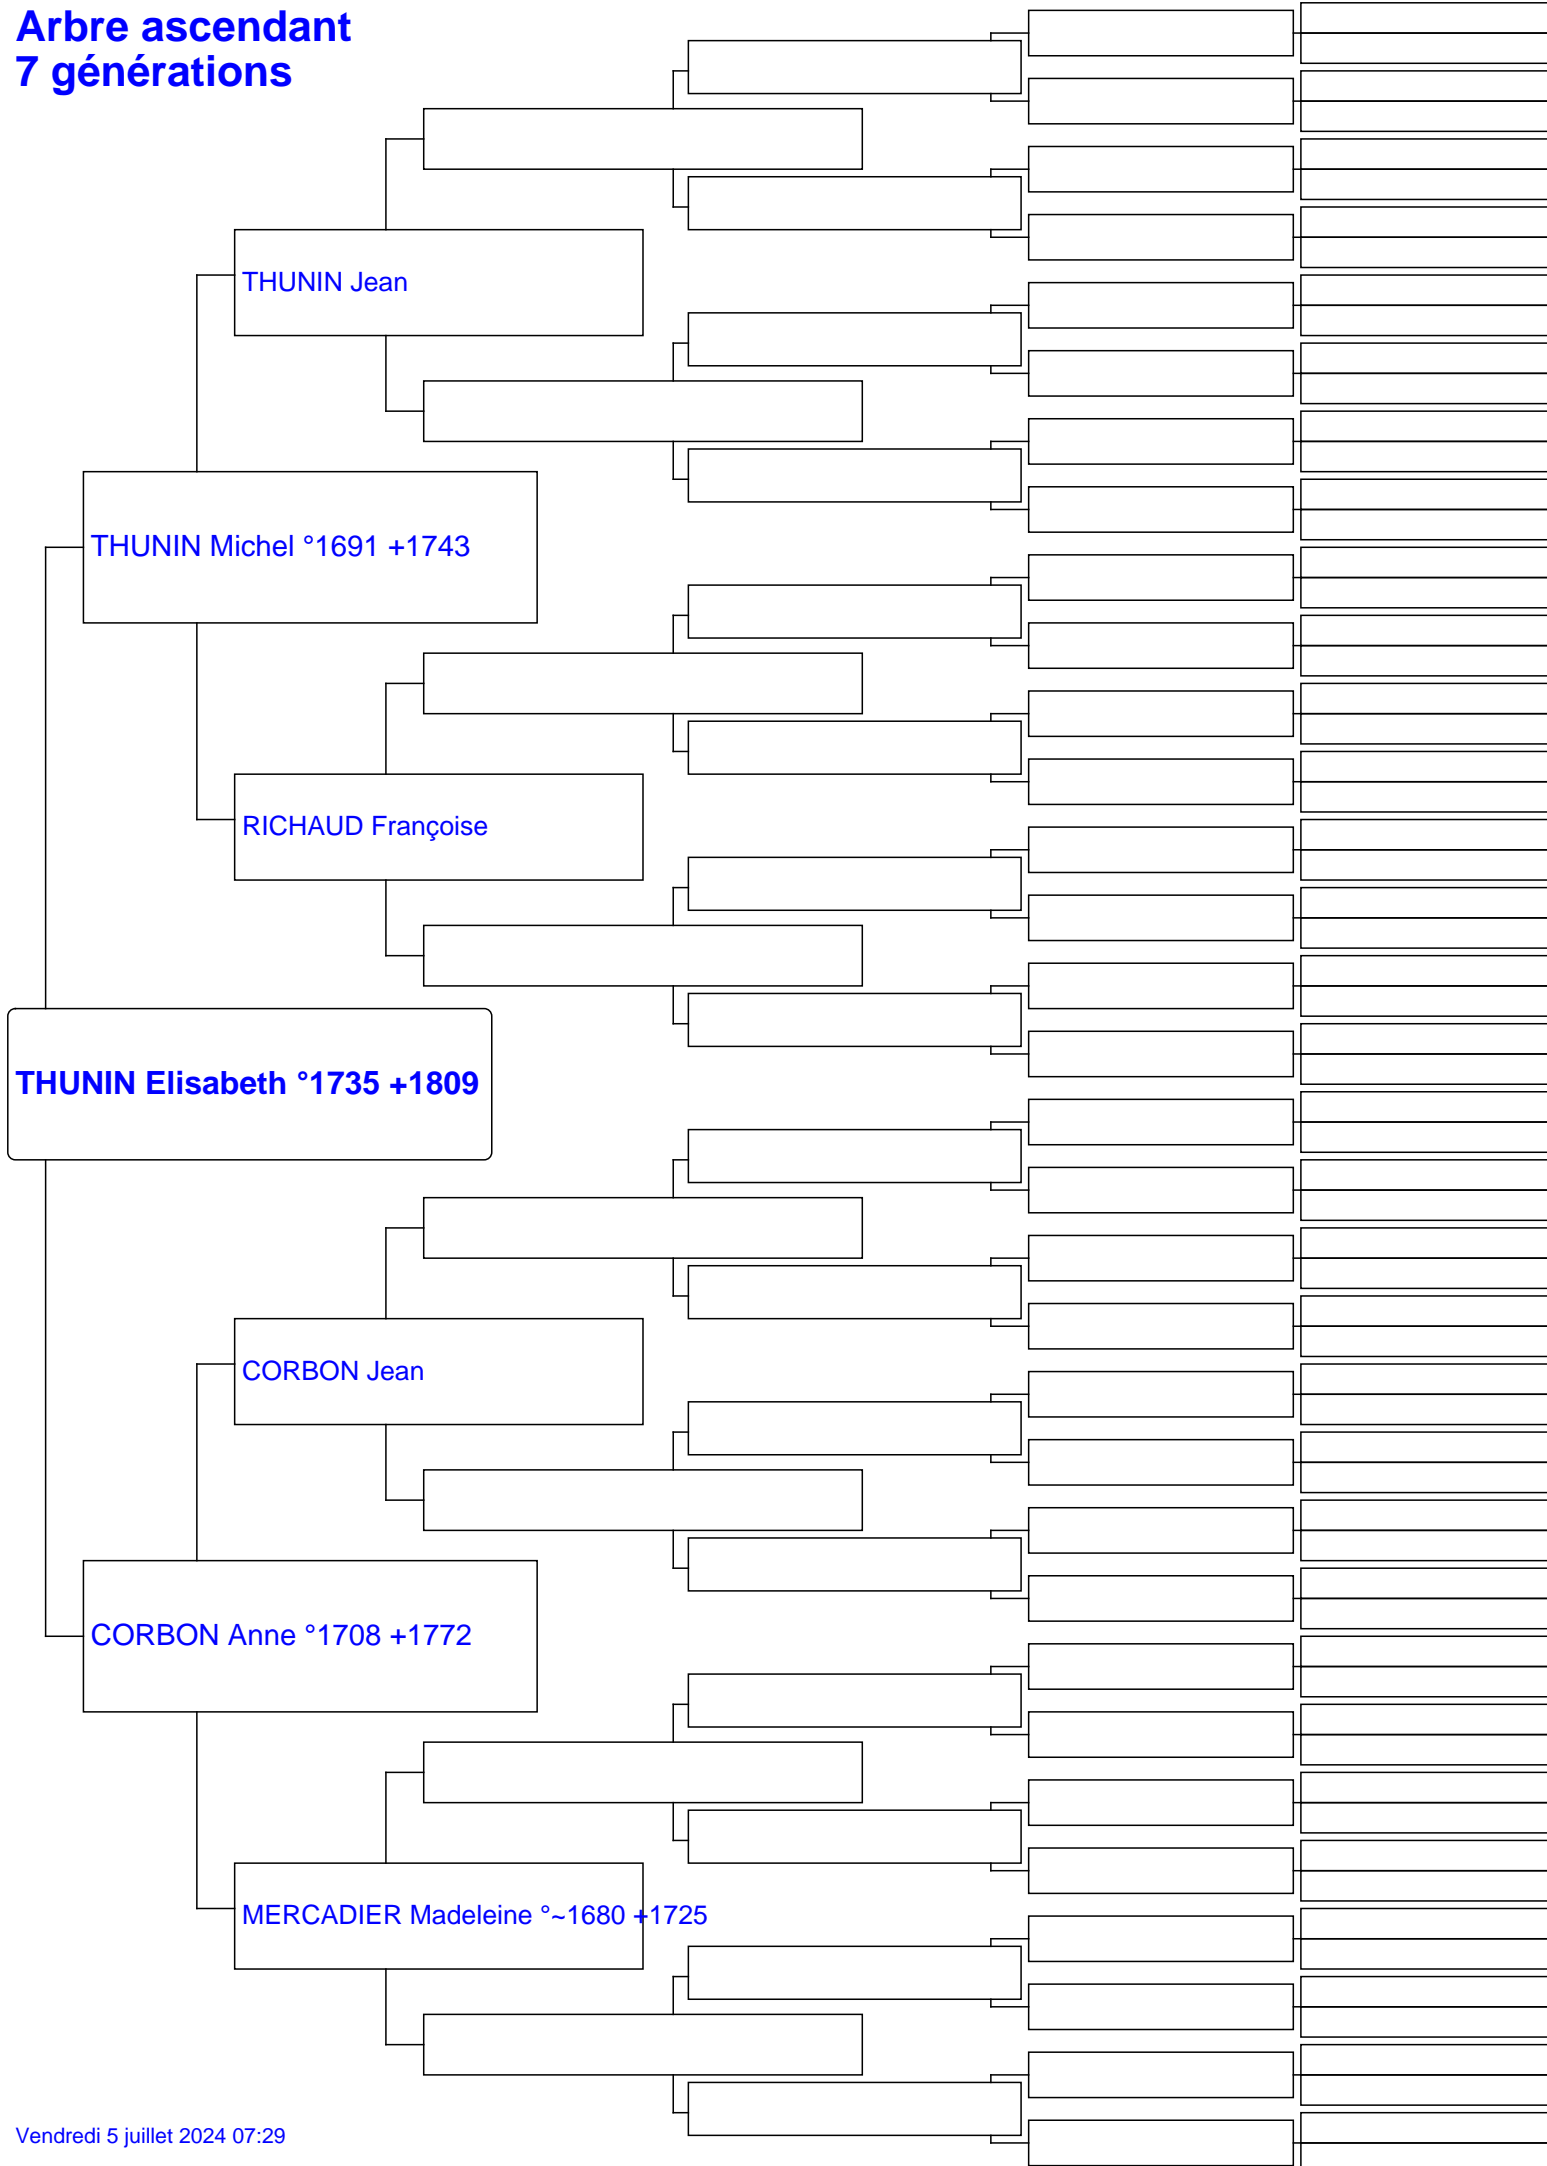 Arbre ascendant
7 générations
THUNIN Jean
THUNIN Michel °1691 +1743
RICHAUD Françoise
THUNIN Elisabeth °1735 +1809
CORBON Jean
CORBON Anne °1708 +1772
MERCADIER Madeleine °~1680 +1725
Vendredi 5 juillet 2024 07:29